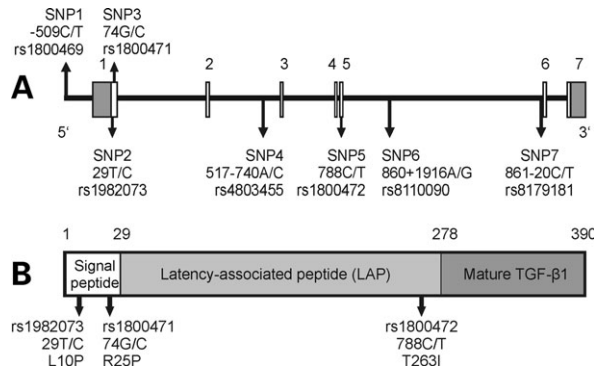 SNP1
-509C/T
rs1800469
SNP3
74G/C
rs1800471
1
2
3
4
5
6
7
A
5'
3'
SNP2
29T/C
rs1982073
SNP4
517-740A/C
rs4803455
SNP5
788C/T
rs1800472
SNP6
860+1916A/G
rs8110090
SNP7
861-20C/T
rs8179181
1
29
278
390
B
Signal
peptide
Latency-associated peptide (LAP)
Mature TGF-β1
rs1982073
29T/C
L10P
rs1800471
74G/C
R25P
rs1800472
788C/T
T263I